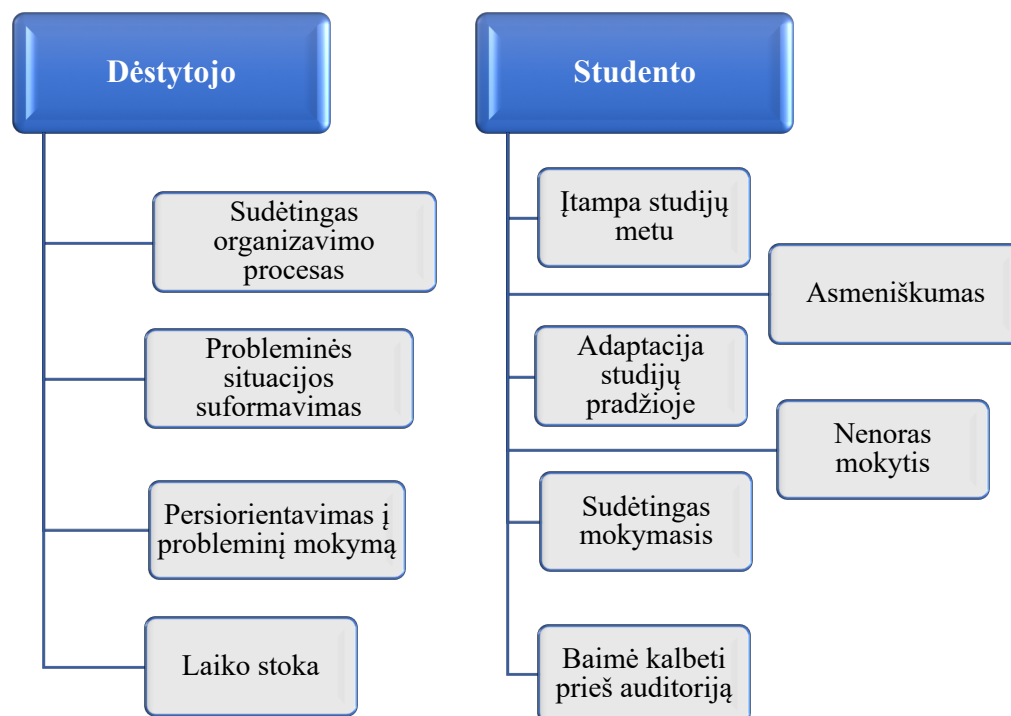 Dėstytojo
Sudėtingas
organizavimo
procesas
Probleminės
situacijos
suformavimas
Persiorientavimas į
probleminį mokymą
Laiko stoka
Studento
Įtampa studijų
metu
Asmeniškumas
Adaptacija
studijų
pradžioje
Nenoras
mokytis
Sudėtingas
mokymasis
Baimė kalbeti
prieš auditoriją